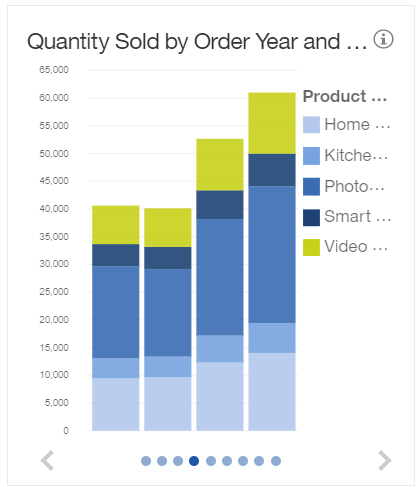 Quantity Sold by Order Year and ...
65,000
60,000
55,000
50,000
45,000
40,000
35,000
30,000
25,000
20,000
15,000
10,000
5,000
0
Product ...
Home ...
Kitche...
Photo...
Smart ...
Video ...